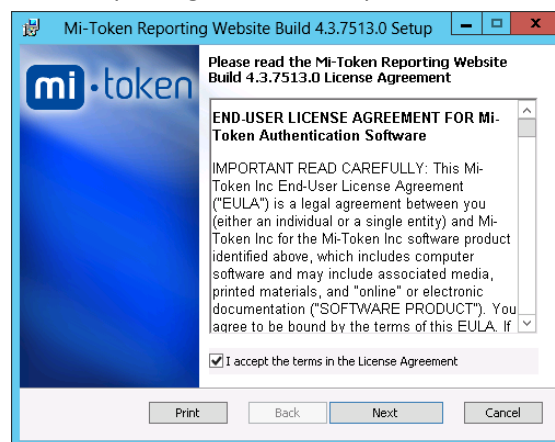 Mi-Token Reporting Website Build 4.3.7513.0 Setup
mi·token
Please read the Mi-Token Reporting Website
Build 4.3.7513.0 License Agreement
END-USER LICENSE AGREEMENT FOR Mi-
Token Authentication Software
IMPORTANT READ CAREFULLY: This Mi-
Token Inc End-User License Agreement
("EULA") is a legal agreement between you
(either an individual or a single entity) and Mi-
Token Inc for the Mi-Token Inc software product
identified above, which includes computer
software and may include associated media,
printed materials, and "online" or electronic
documentation ("SOFTWARE PRODUCT"). You
agree to be bound by the terms of this EULA. If
I accept the terms in the License Agreement
Print Back Next Cancel